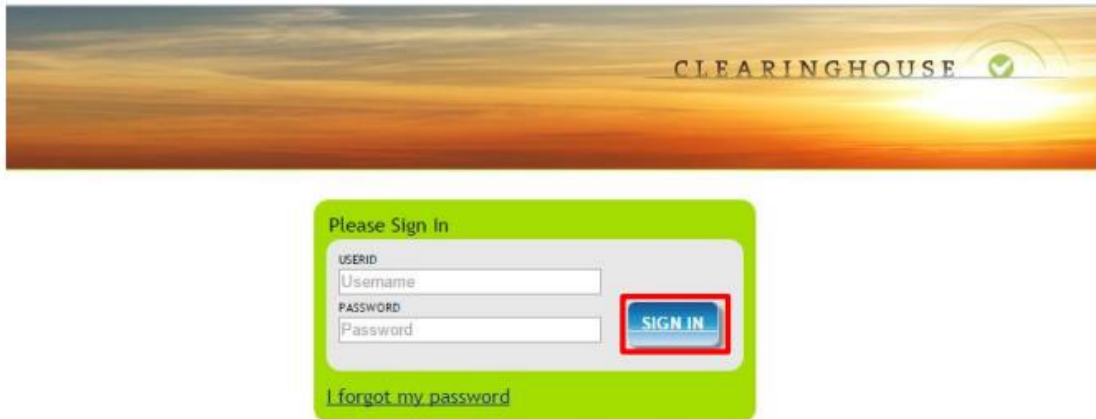 CLEARINGHOUSE
Please Sign In
USERID
Username
PASSWORD
Password
SIGN IN
I forgot my password